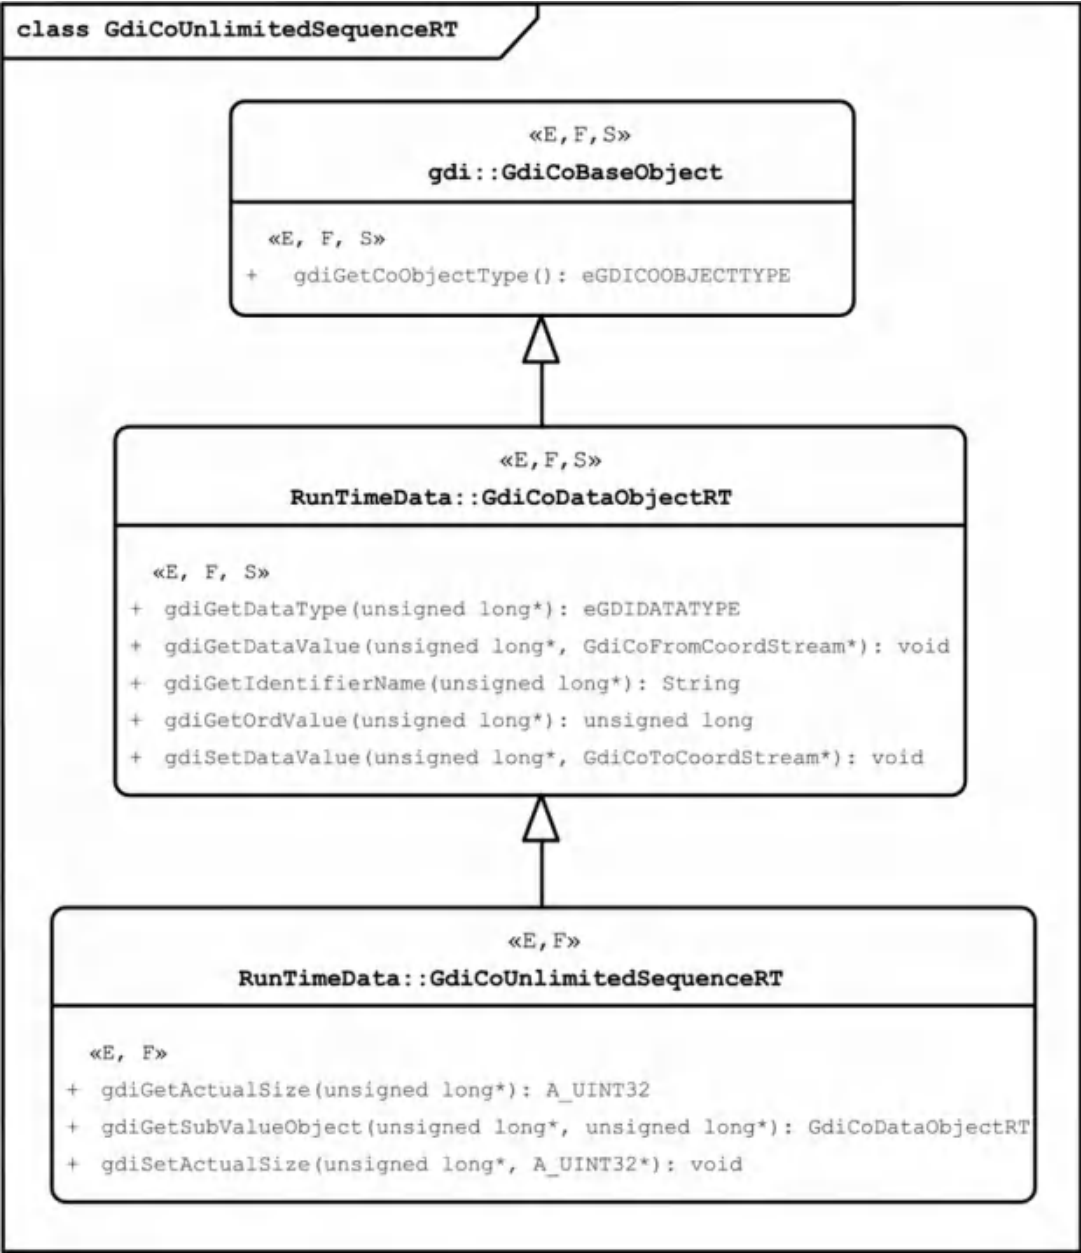 class GdiCoUnlimitedSequenceRT
«E,F,S»
gdi::GdiCoBaseObject
«E, F, S»
+ gdiGetCoObjectType(): eGDICOOBJECTTYPE
«E,F,S»
RunTimeData::GdiCoDataObjectRT
«E, F, S»
+ gdiGetDataType(unsigned long*): eGDIDATATYPE
+ gdiGetDataValue(unsigned long*, GdiCoFromCoordStream*): void
+ gdiGetIdentifierName(unsigned long*): String
+ gdiGetOrdValue(unsigned long*): unsigned long
+ gdiSetDataValue(unsigned long*, GdiCoToCoordStream*): void
«E,F»
RunTimeData::GdiCoUnlimitedSequenceRT
«E, F»
+ gdiGetActualSize(unsigned long*): A_UINT32
+ gdiGetSubValueObject(unsigned long*, unsigned long*): GdiCoDataObjectRT
+ gdiSetActualSize(unsigned long*, A_UINT32*): void